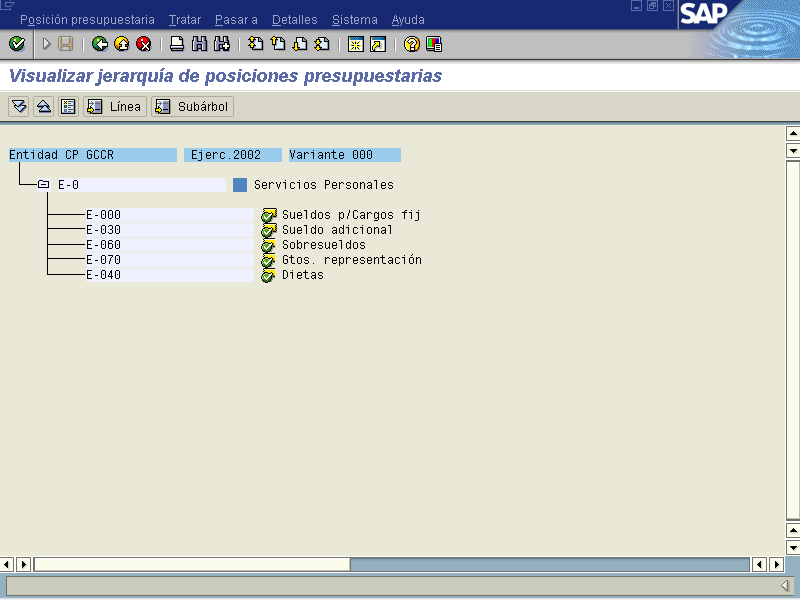 Posición presupuestaria Tratar Pasar a Detalles Sistema Ayuda
SAP
Visualizar jerarquía de posiciones presupuestarias
Línea Subárbol
Entidad CP GCCR Ejerc.2002 Variante 000
E-0 Servicios Personales
E-000 Sueldos p/Cargos fij
E-030 Sueldo adicional
E-060 Sobresueldos
E-070 Gtos. representación
E-040 Dietas